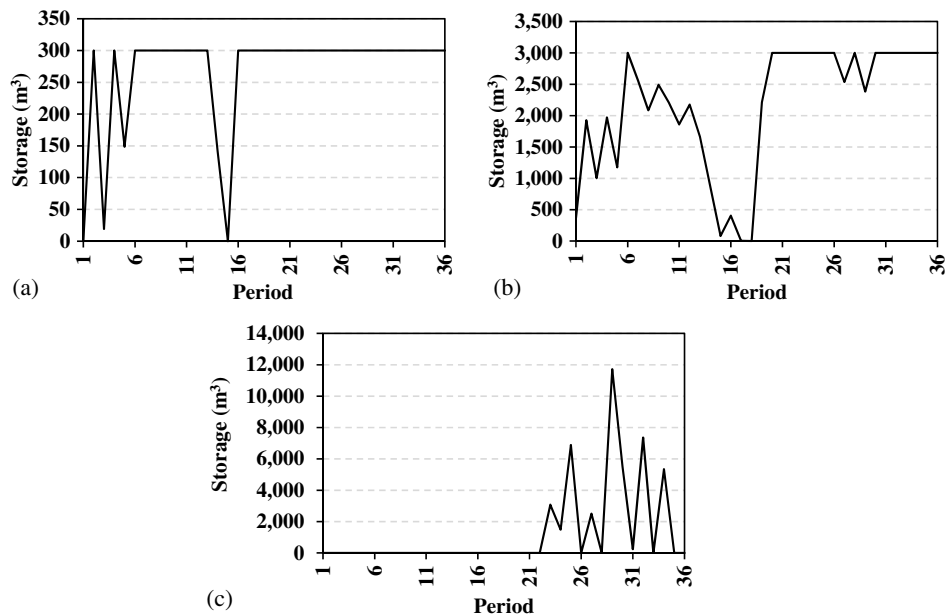 350
300
250
200
150
100
50
0
Storage (m³)
1 6 11 16 21 26 31 36
(a) Period
3,500
3,000
2,500
2,000
1,500
1,000
500
0
Storage (m³)
1 6 11 16 21 26 31 36
(b) Period
14,000
12,000
10,000
8,000
6,000
4,000
2,000
0
Storage (m³)
1 6 11 16 21 26 31 36
(c) Period